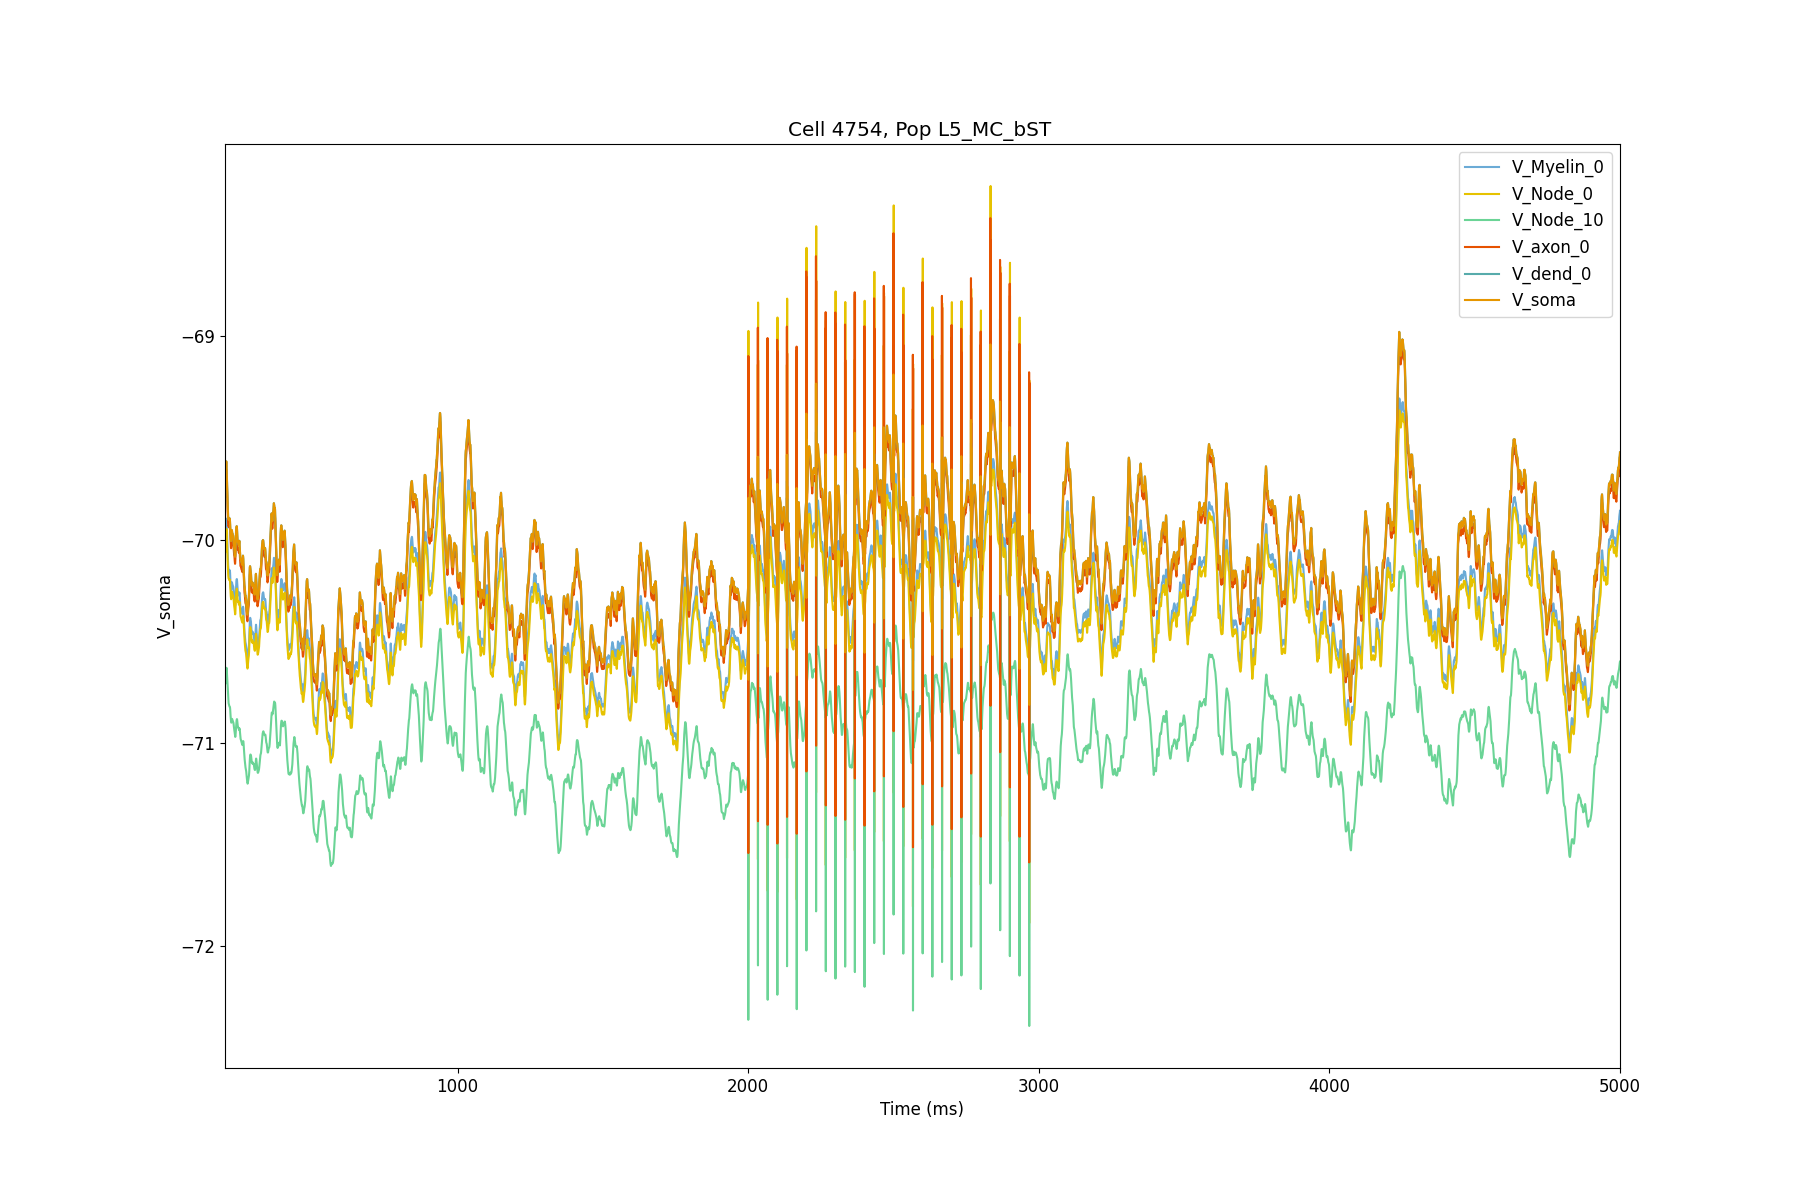 Cell 4754, Pop L5_MC_bST
V_Myelin_0
V_Node_0
V_Node_10
V_axon_0
V_dend_0
V_soma
−69
−70
−71
−72
V_soma
1000
2000
3000
4000
5000
Time (ms)